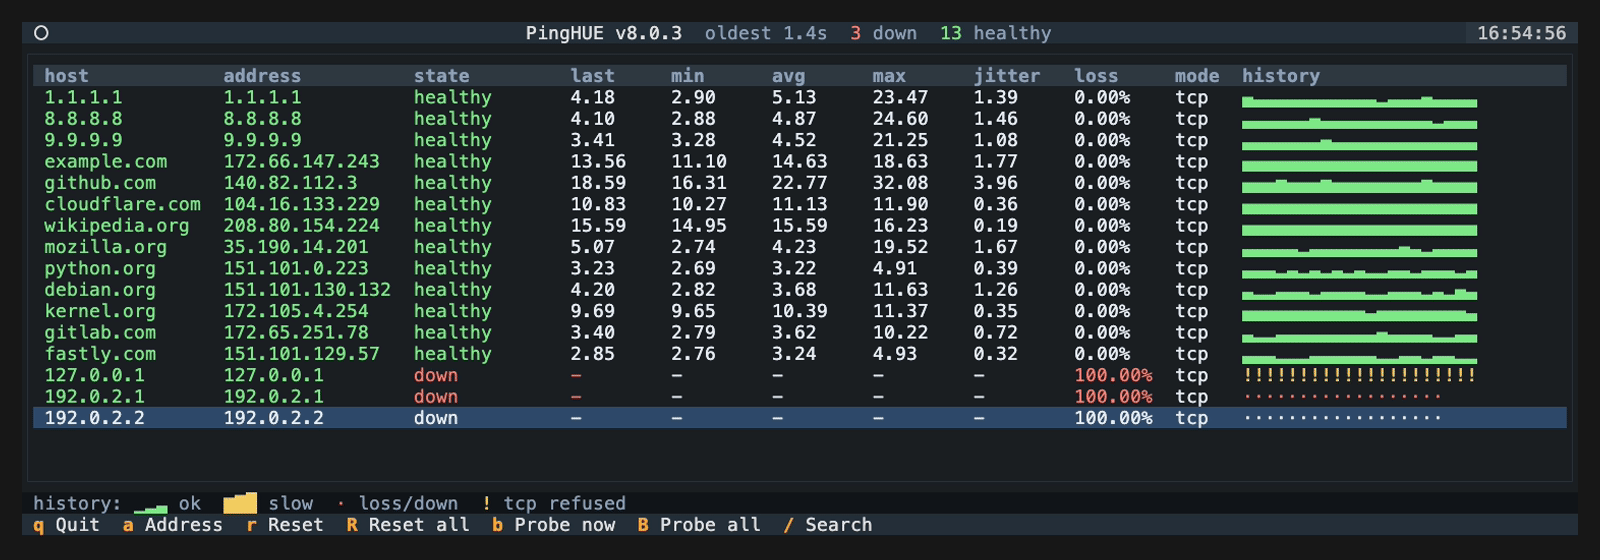 PingHUE v8.0.3 oldest 1.4s 3 down 13 healthy 16:54:56
host address state last min avg max jitter loss mode history
1.1.1.1 1.1.1.1 healthy 4.18 2.90 5.13 23.47 1.39 0.00% tcp
8.8.8.8 8.8.8.8 healthy 4.10 2.88 4.87 24.60 1.46 0.00% tcp
9.9.9.9 9.9.9.9 healthy 3.41 3.28 4.52 21.25 1.08 0.00% tcp
example.com 172.66.147.243 healthy 13.56 11.10 14.63 18.63 1.77 0.00% tcp
github.com 140.82.112.3 healthy 18.59 16.31 22.77 32.08 3.96 0.00% tcp
cloudflare.com 104.16.133.229 healthy 10.83 10.27 11.13 11.90 0.36 0.00% tcp
wikipedia.org 208.80.154.224 healthy 15.59 14.95 15.59 16.23 0.19 0.00% tcp
mozilla.org 35.190.14.201 healthy 5.07 2.74 4.23 19.52 1.67 0.00% tcp
python.org 151.101.0.223 healthy 3.23 2.69 3.22 4.91 0.39 0.00% tcp
debian.org 151.101.130.132 healthy 4.20 2.82 3.68 11.63 1.26 0.00% tcp
kernel.org 172.105.4.254 healthy 9.69 9.65 10.39 11.37 0.35 0.00% tcp
gitlab.com 172.65.251.78 healthy 3.40 2.79 3.62 10.22 0.72 0.00% tcp
fastly.com 151.101.129.57 healthy 2.85 2.76 3.24 4.93 0.32 0.00% tcp
127.0.0.1 127.0.0.1 down – – – – – 100.00% tcp !!!!!!!!!!!!!!!!!!!!!
192.0.2.1 192.0.2.1 down – – – – – 100.00% tcp ··················
192.0.2.2 192.0.2.2 down – – – – – 100.00% tcp ··················
history: ok slow · loss/down ! tcp refused
q Quit a Address r Reset R Reset all b Probe now B Probe all / Search